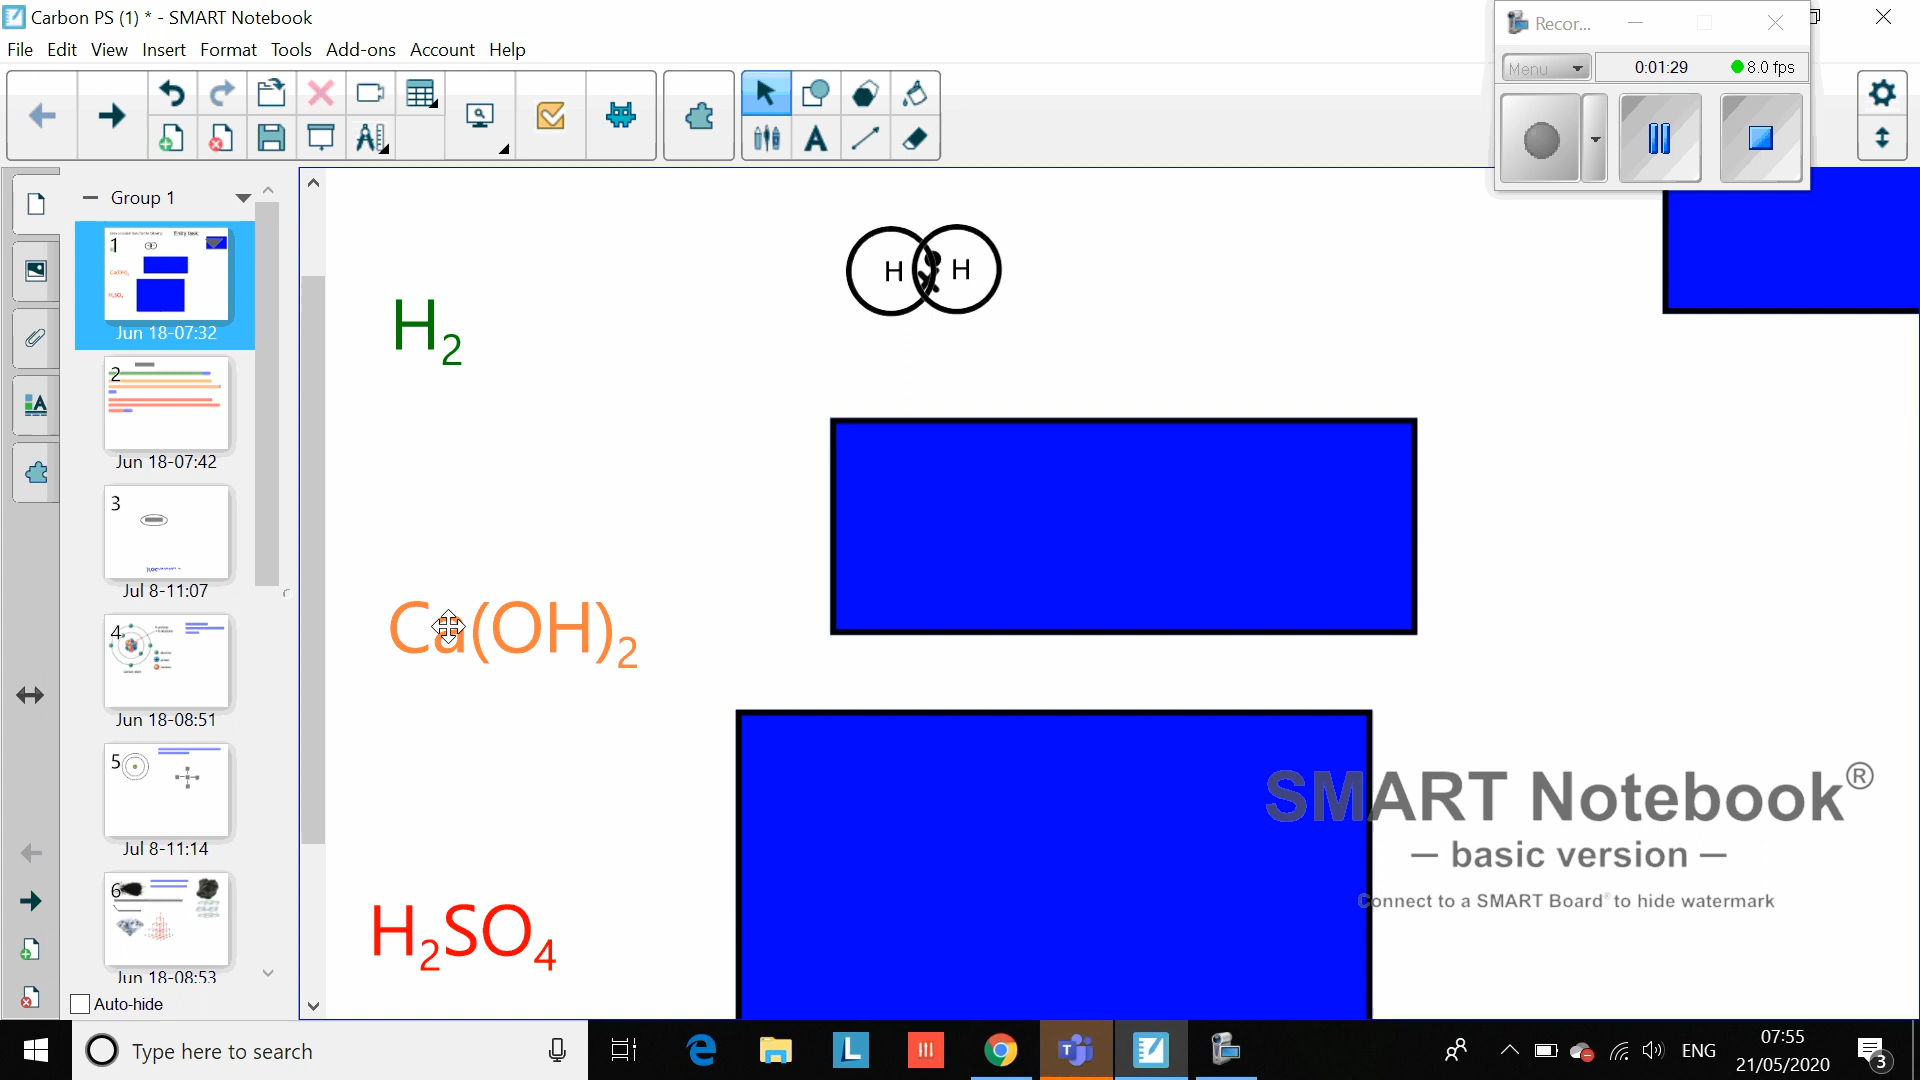 Carbon PS (1) * - SMART Notebook
File Edit View Insert Format Tools Add-ons Account Help
Recor...
Menu 0:01:29 8.0 fps
Group 1
1
Jun 18-07:32
2
Jun 18-07:42
3
Jul 8-11:07
4
Jun 18-08:51
5
Jul 8-11:14
6
Jun 18-08:53
Auto-hide
H H
H₂
Ca(OH)₂
H₂SO₄
SMART Notebook®
— basic version —
Connect to a SMART Board® to hide watermark
Type here to search
ENG
07:55
21/05/2020
3